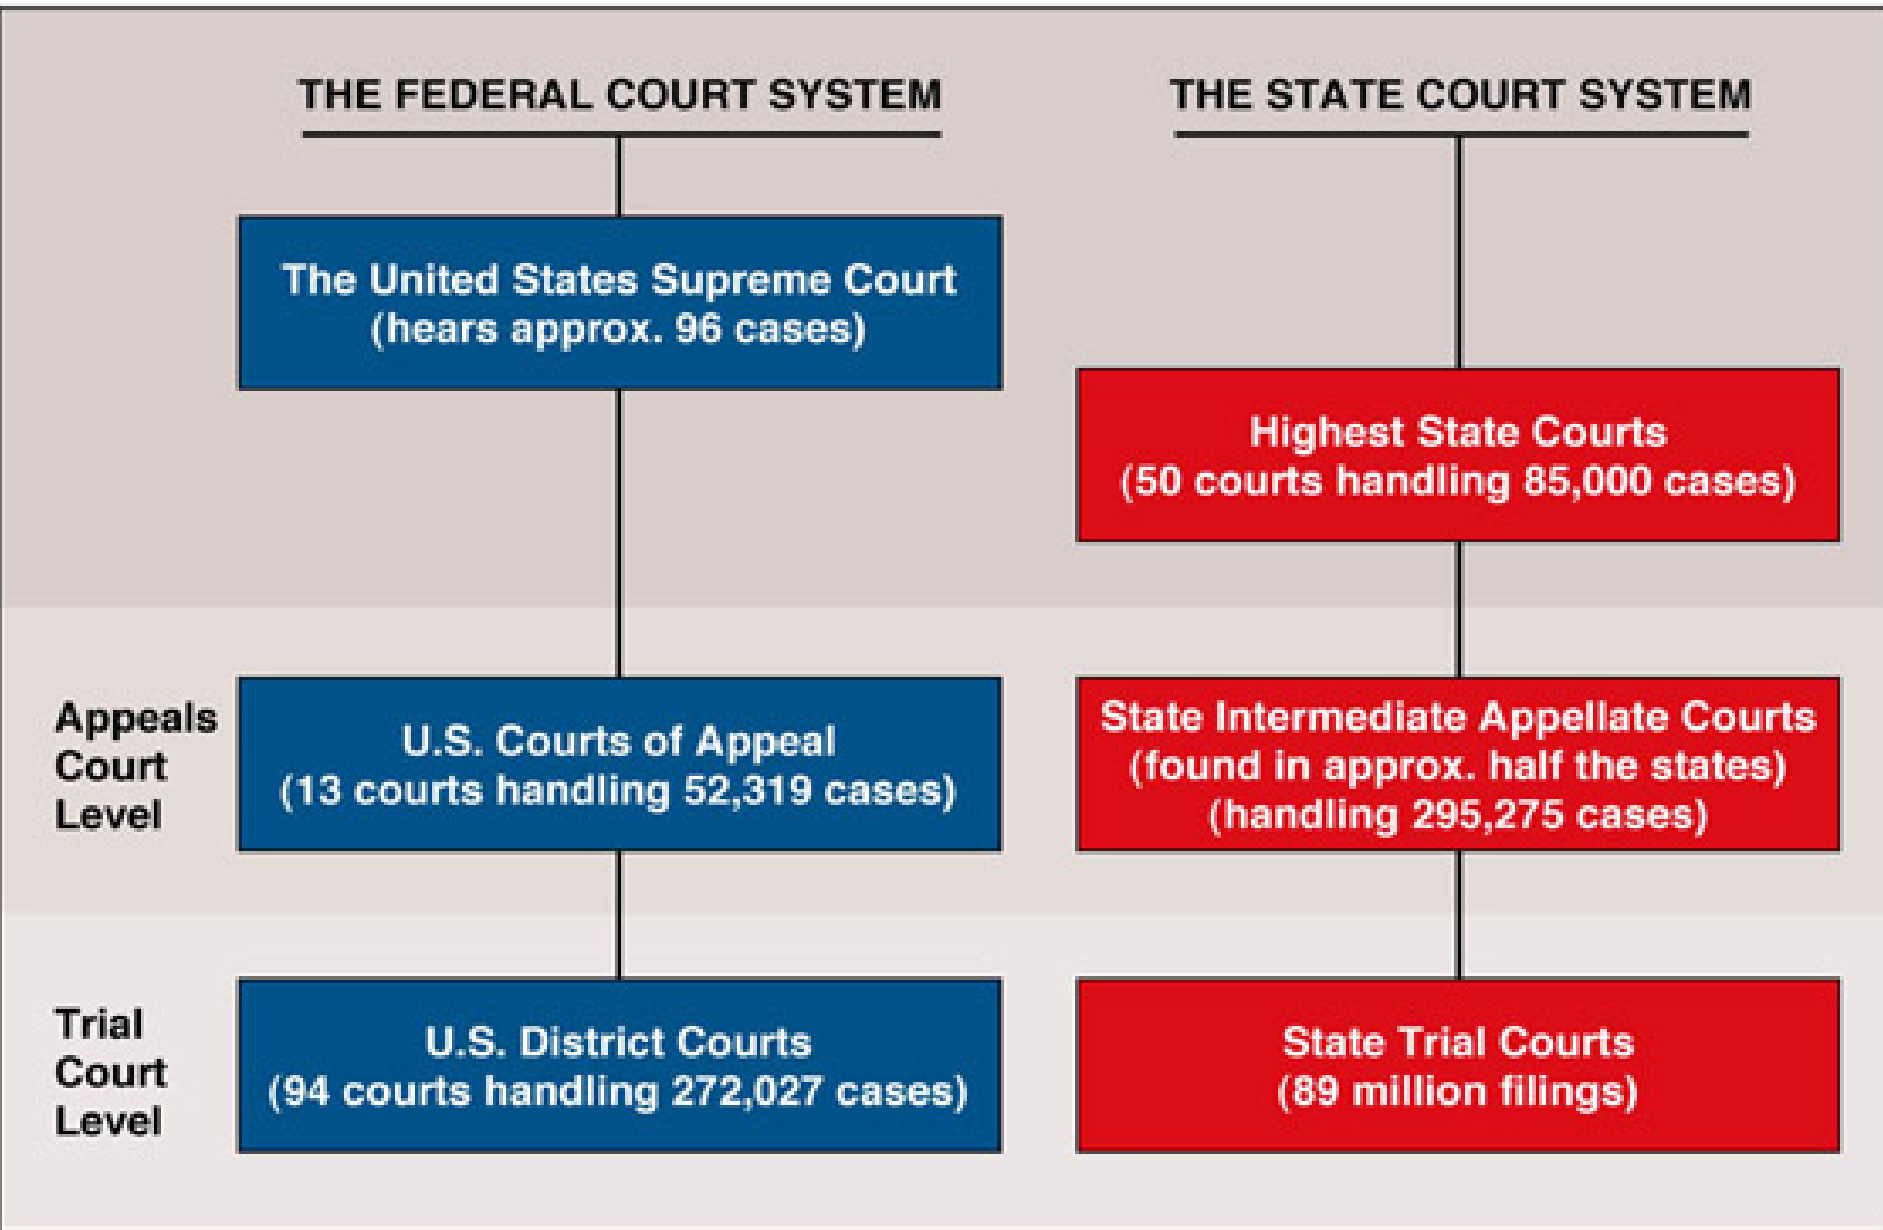 THE FEDERAL COURT SYSTEM
THE STATE COURT SYSTEM
The United States Supreme Court
(hears approx. 96 cases)
Highest State Courts
(50 courts handling 85,000 cases)
Appeals
Court
Level
U.S. Courts of Appeal
(13 courts handling 52,319 cases)
State Intermediate Appellate Courts
(found in approx. half the states)
(handling 295,275 cases)
Trial
Court
Level
U.S. District Courts
(94 courts handling 272,027 cases)
State Trial Courts
(89 million filings)